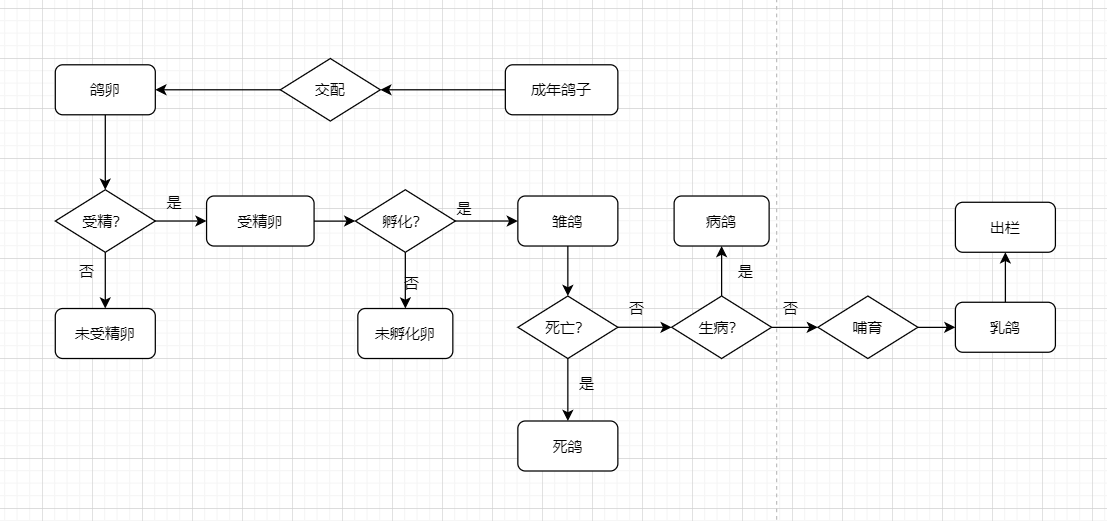 鸽卵
交配
成年鸽子
受精？
是
受精卵
孵化？
是
雏鸽
病鸽
出栏
否
否
是
未受精卵
未孵化卵
死亡？
否
生病？
否
哺育
乳鸽
是
死鸽